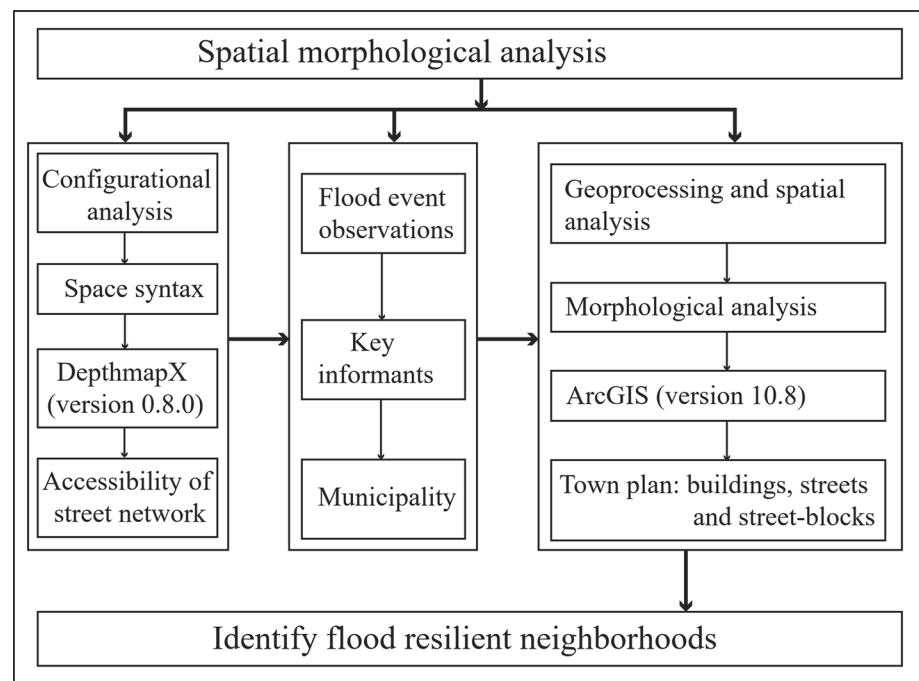 Spatial morphological analysis
Configurational
analysis
Space syntax
DepthmapX
(version 0.8.0)
Accessibility of
street network
Flood event
observations
Key
informants
Municipality
Geoprocessing and spatial
analysis
Morphological analysis
ArcGIS (version 10.8)
Town plan: buildings, streets
and street-blocks
Identify flood resilient neighborhoods